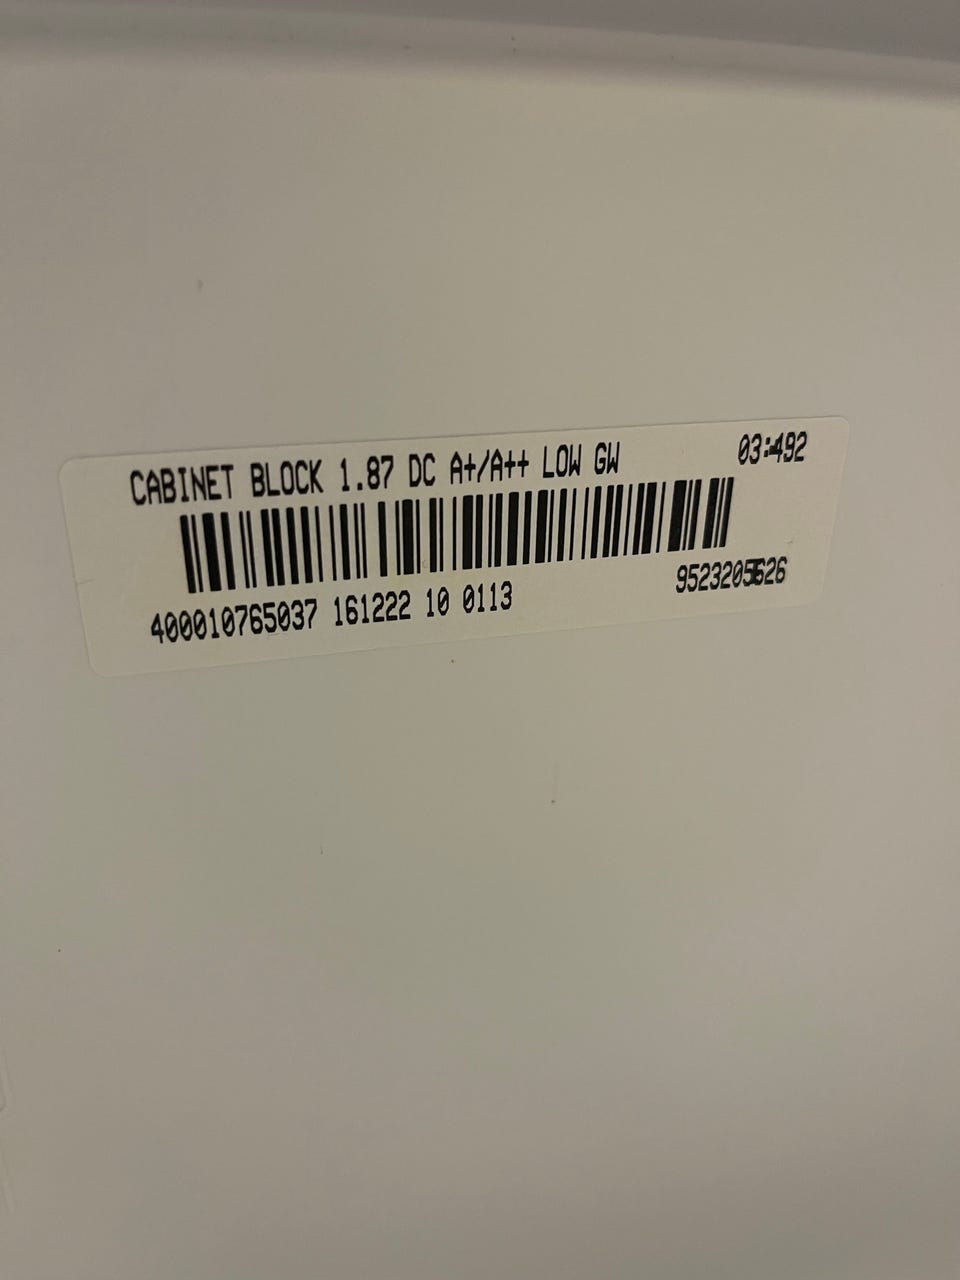 CABINET BLOCK 1.87 DC A+/A++ LOW GW
400010765037 161222 10 0113